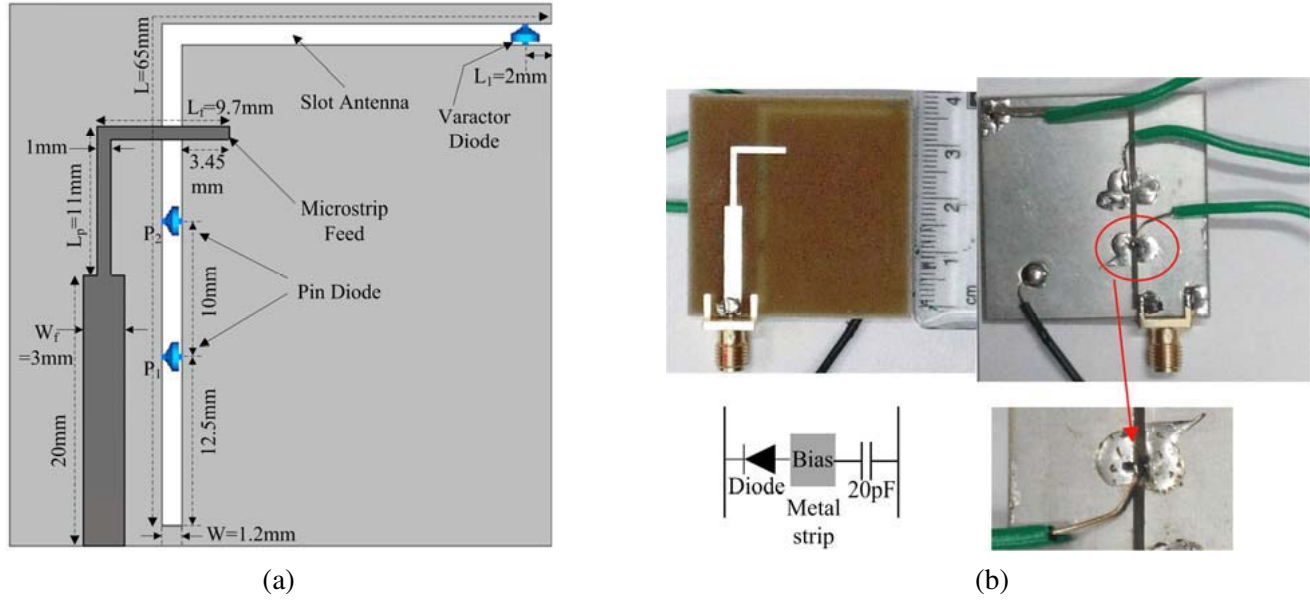 L=65mm
L1=2mm
Slot Antenna
Varactor
Diode
Lf=9.7mm
1mm
3.45
mm
Lp=11mm
Microstrip
Feed
P2
Pin Diode
10mm
Wf
=3mm
P1
12.5mm
20mm
W=1.2mm
(a)
4
3
2
1
cm
Diode
Bias
20pF
Metal
strip
(b)